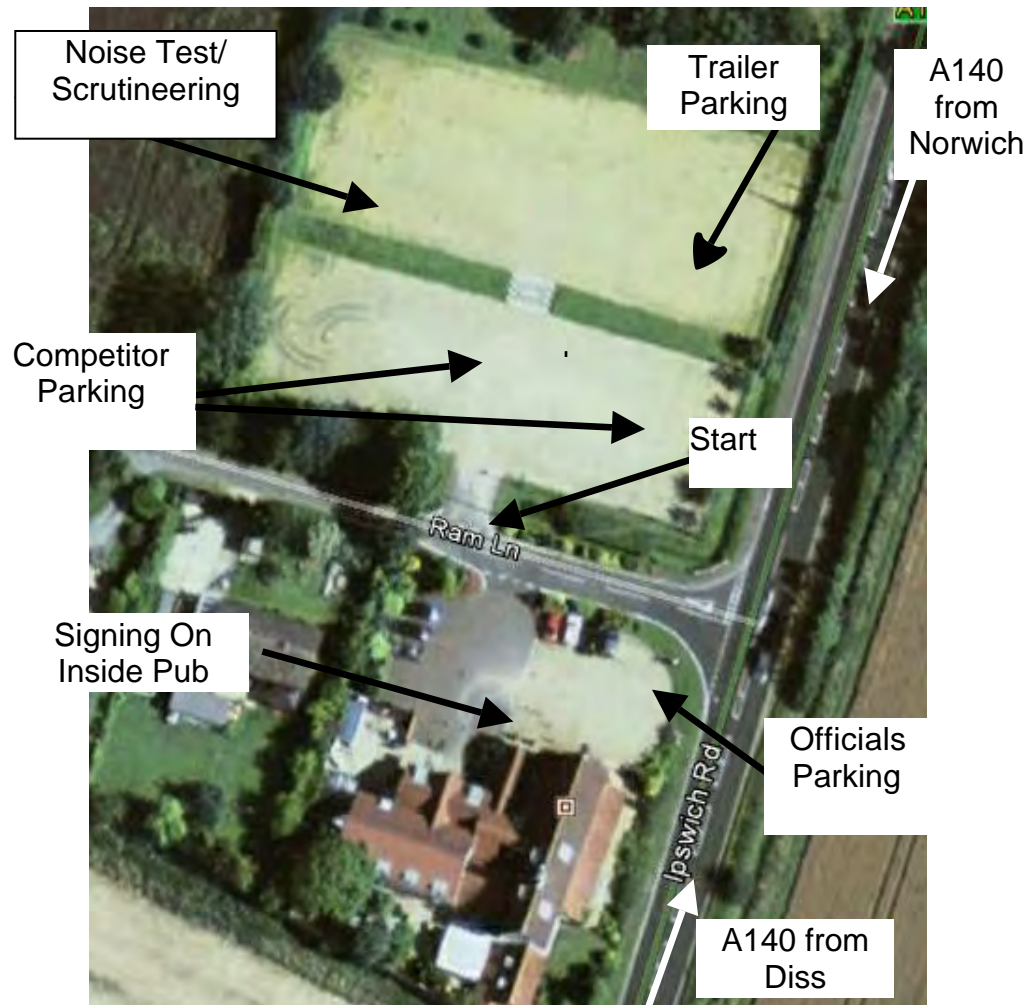 A1
Noise Test/
Scrutineering
Trailer
Parking
A140
from
Norwich
Competitor
Parking
Start
Ram Ln
Signing On
Inside Pub
Officials
Parking
Ipswich Rd
A140 from
Diss